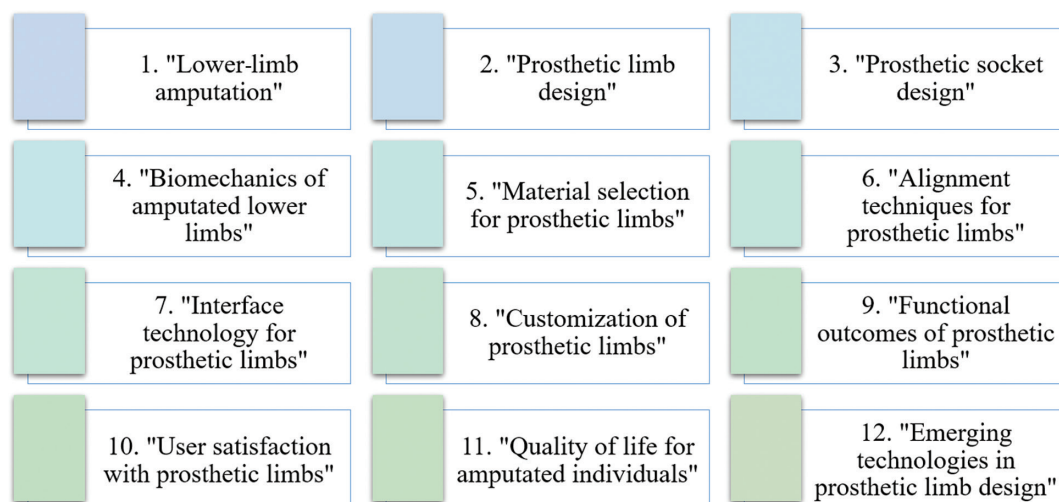 1. "Lower-limb
amputation"
2. "Prosthetic limb
design"
3. "Prosthetic socket
design"
4. "Biomechanics of
amputated lower
limbs"
5. "Material selection
for prosthetic limbs"
6. "Alignment
techniques for
prosthetic limbs"
7. "Interface
technology for
prosthetic limbs"
8. "Customization of
prosthetic limbs"
9. "Functional
outcomes of prosthetic
limbs"
10. "User satisfaction
with prosthetic limbs"
11. "Quality of life for
amputated individuals"
12. "Emerging
technologies in
prosthetic limb design"